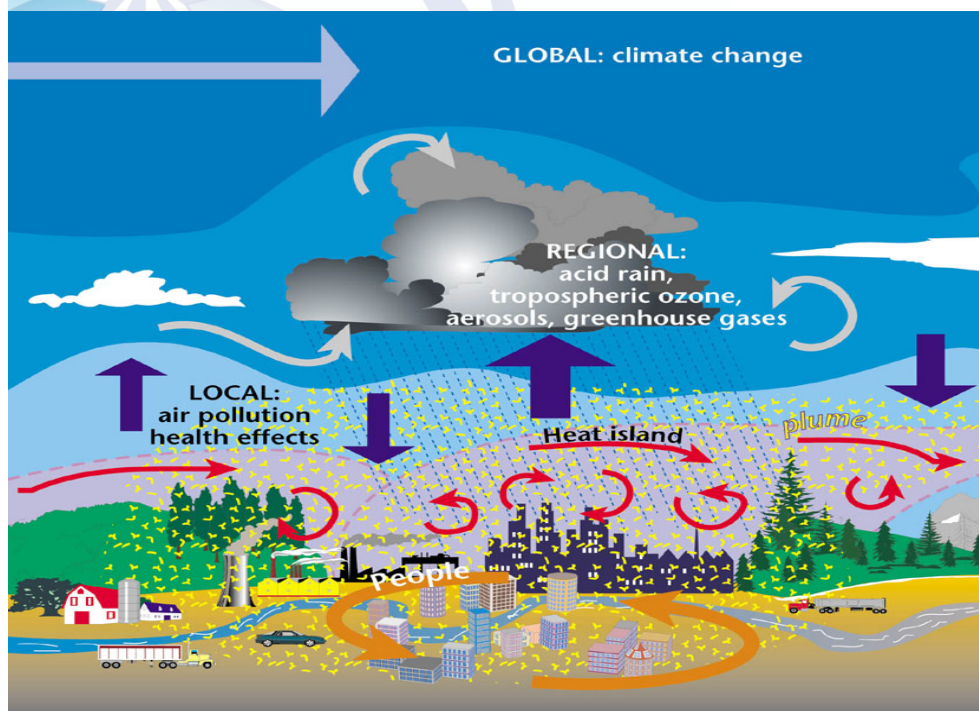 GLOBAL: climate change
REGIONAL:
acid rain,
tropospheric ozone,
aerosols, greenhouse gases
LOCAL:
air pollution
health effects
Heat island
plume
People